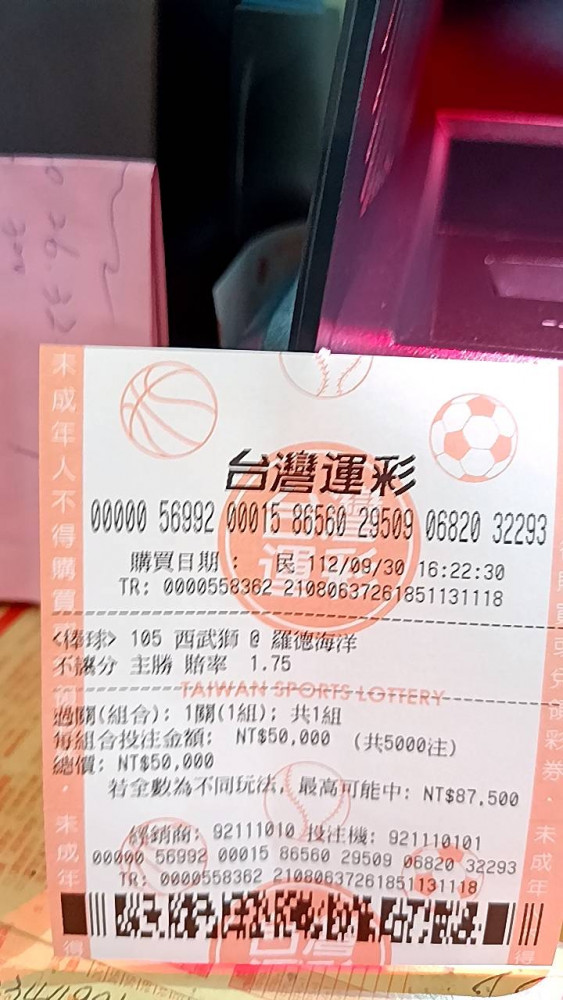 台灣運彩
00000 56992 00015 86560 29509 06820 32293
購買日期： 民 112/09/30 16:22:30
TR: 0000558362 21080637261851131118
<棒球> 105 西武獅 @ 羅德海洋
不讓分 主勝 賠率 1.75
TAIWAN SPORTS LOTTERY
過關(組合): 1關(1組); 共1組
每組合投注金額: NT$50,000 (共5000注)
總價: NT$50,000
若全數為不同玩法, 最高可能中: NT$87,500
經銷商: 92111010 投注機: 921110101
00000 56992 00015 86560 29509 06820 32293
TR: 0000558362 21080637261851131118
未成年人不得購買
未成年